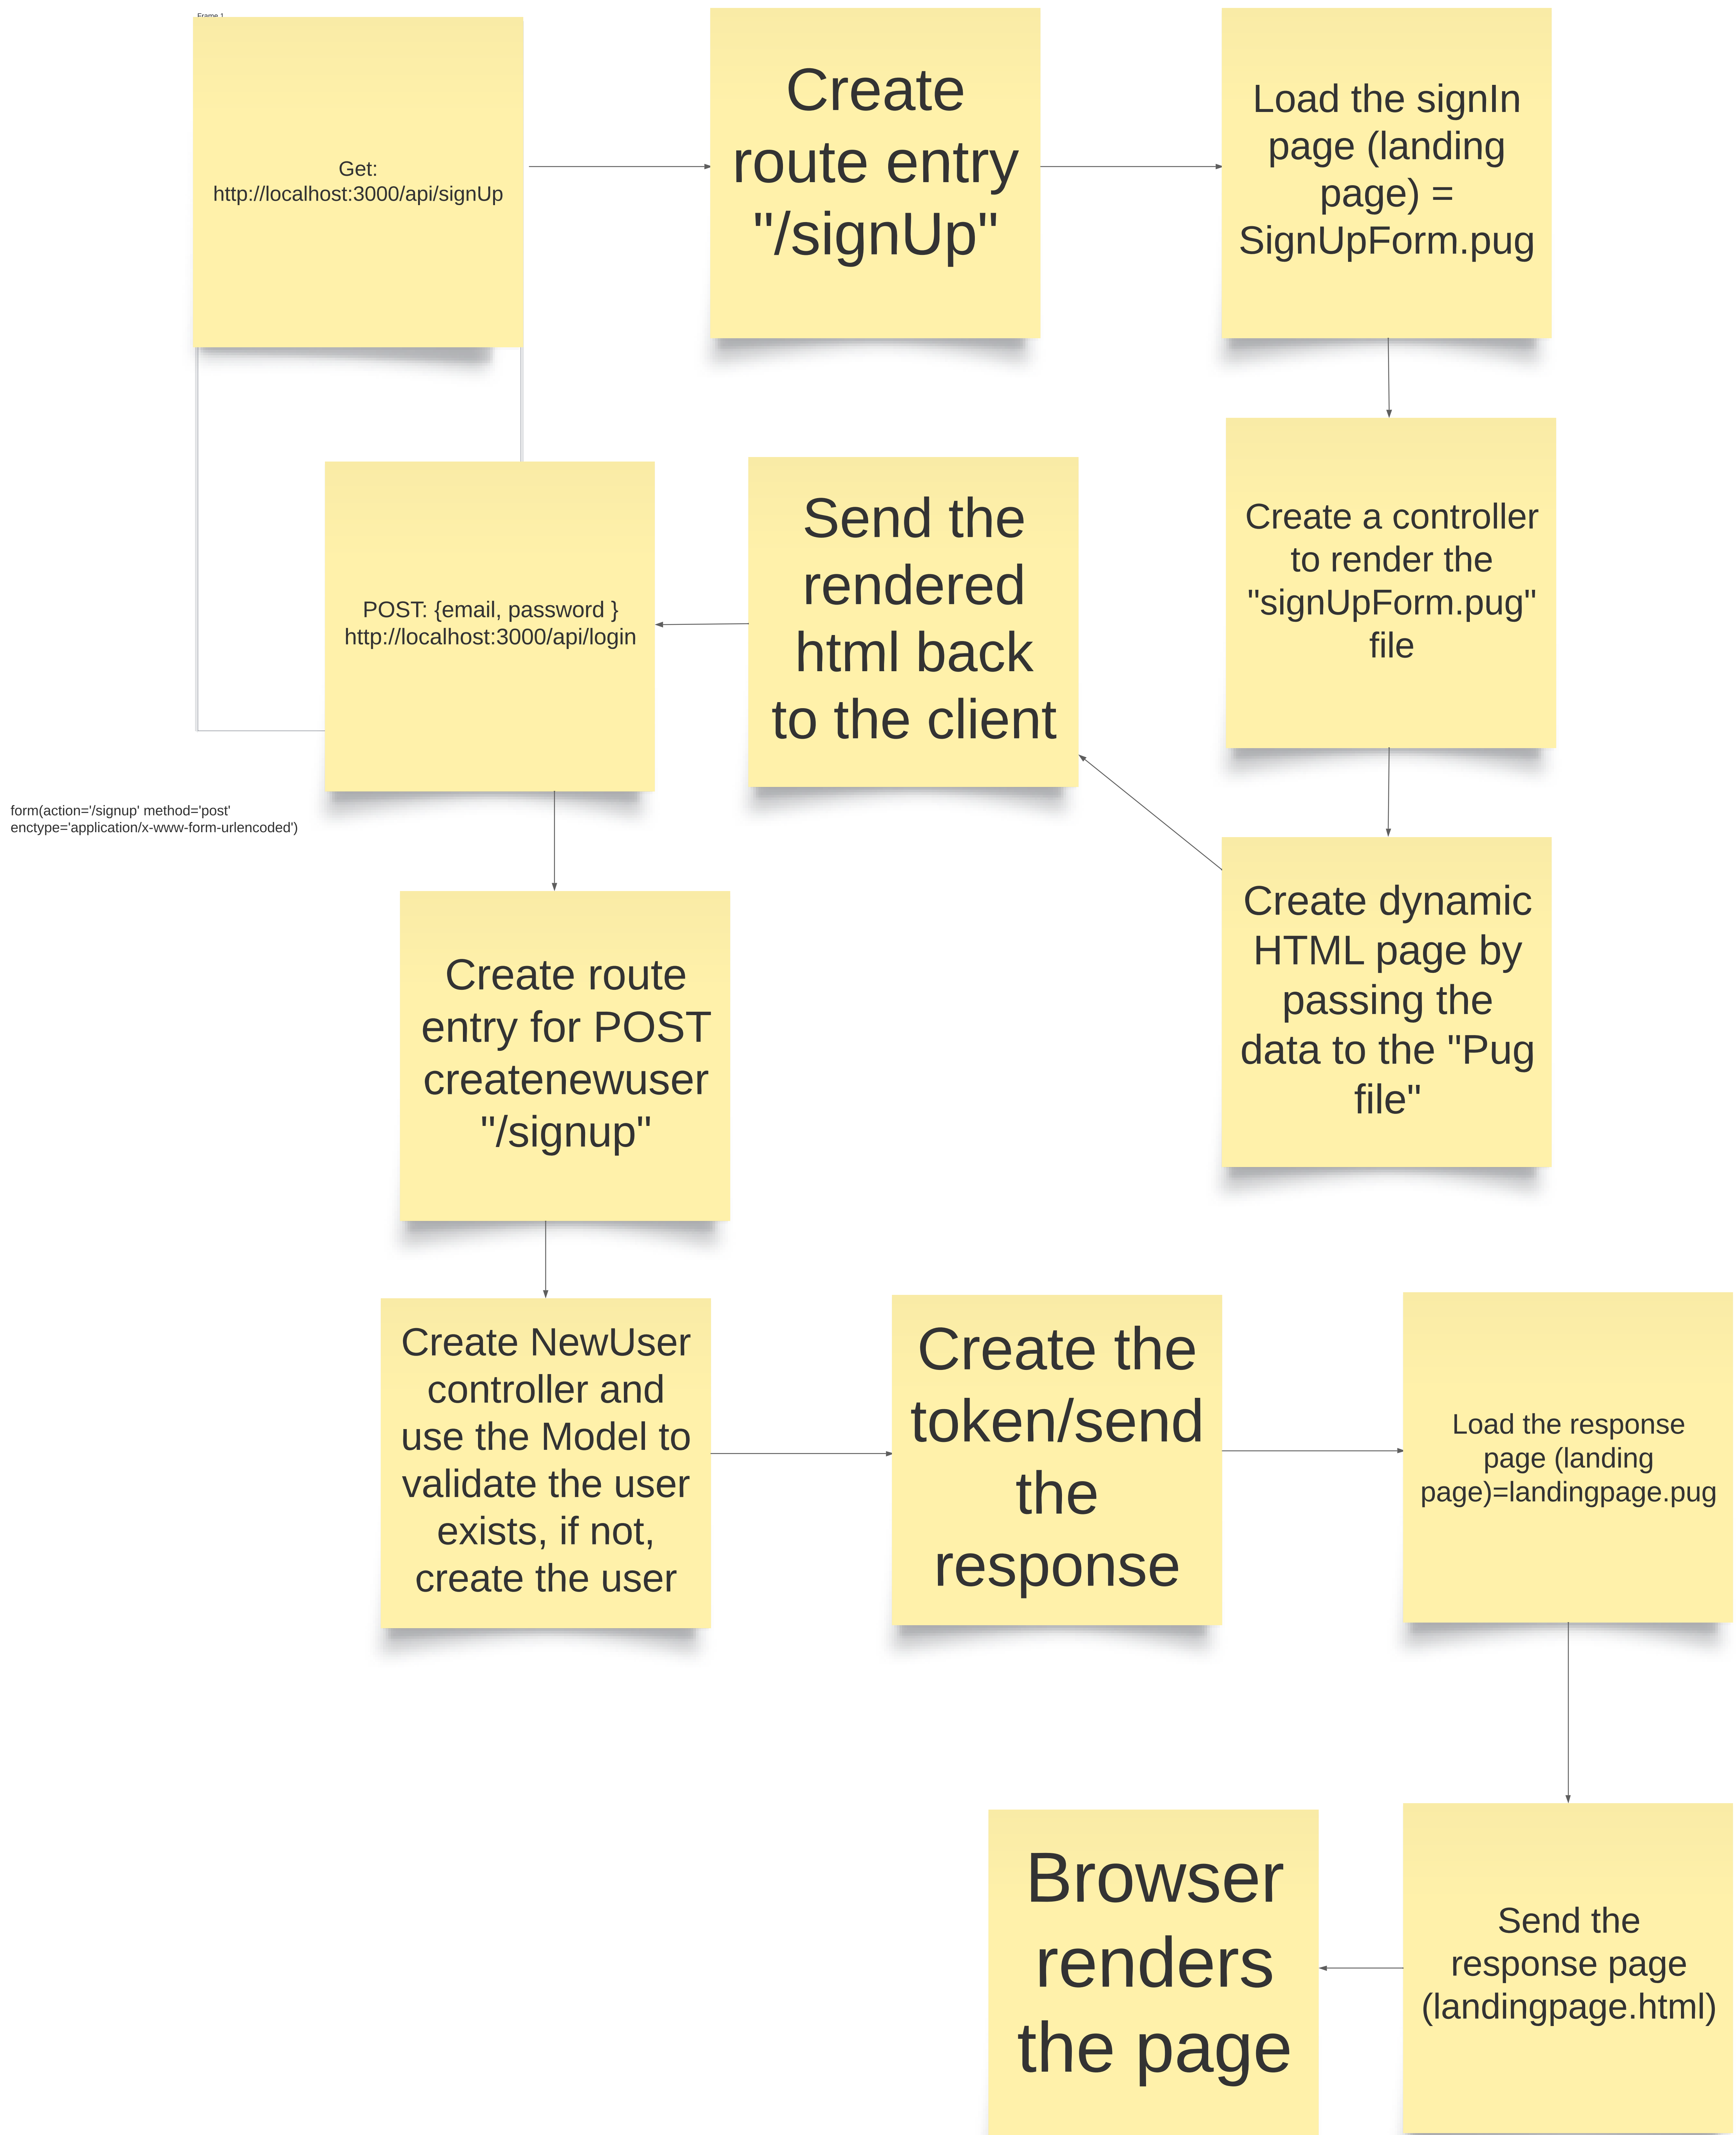 Frame 1
Get:
http://localhost:3000/api/signUp
Create
route entry
"/signUp"
Load the signIn
page (landing
page) =
SignUpForm.pug
Create a controller
to render the
"signUpForm.pug"
file
Create dynamic
HTML page by
passing the
data to the "Pug
file"
Send the
rendered
html back
to the client
POST: {email, password }
http://localhost:3000/api/login
form(action='/signup' method='post'
enctype='application/x-www-form-urlencoded')
Create route
entry for POST
createnewuser
"/signup"
Create NewUser
controller and
use the Model to
validate the user
exists, if not,
create the user
Create the
token/send
the
response
Load the response
page (landing
page)=landingpage.pug
Send the
response page
(landingpage.html)
Browser
renders
the page